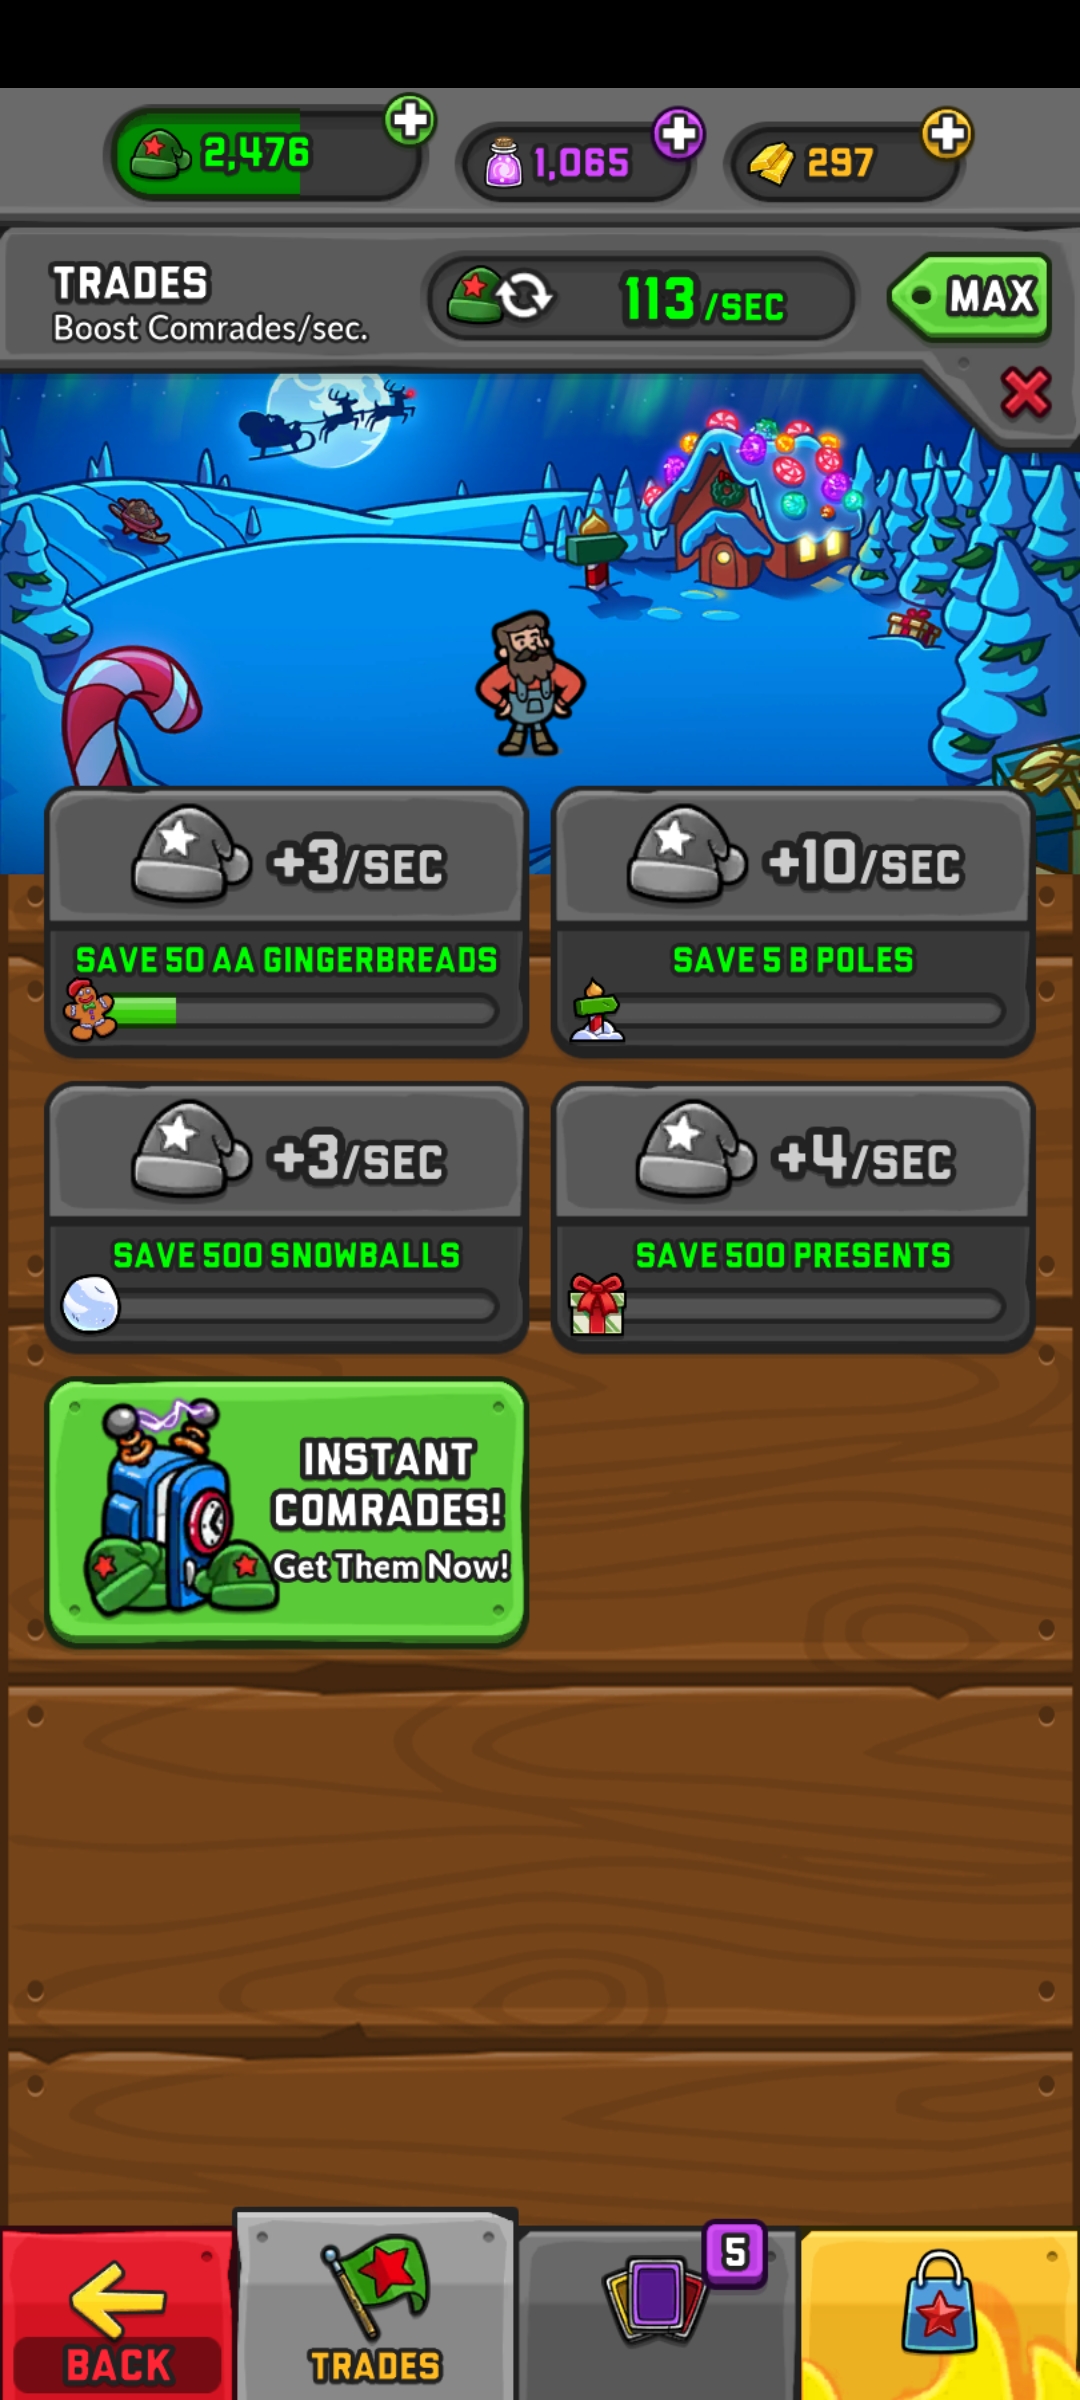 2,476
1,065
297
TRADES
Boost Comrades/sec.
113/SEC
MAX
+3/SEC
SAVE 50 AA GINGERBREADS
+10/SEC
SAVE 5 B POLES
+3/SEC
SAVE 500 SNOWBALLS
+4/SEC
SAVE 500 PRESENTS
INSTANT
COMRADES!
Get Them Now!
BACK
TRADES
5